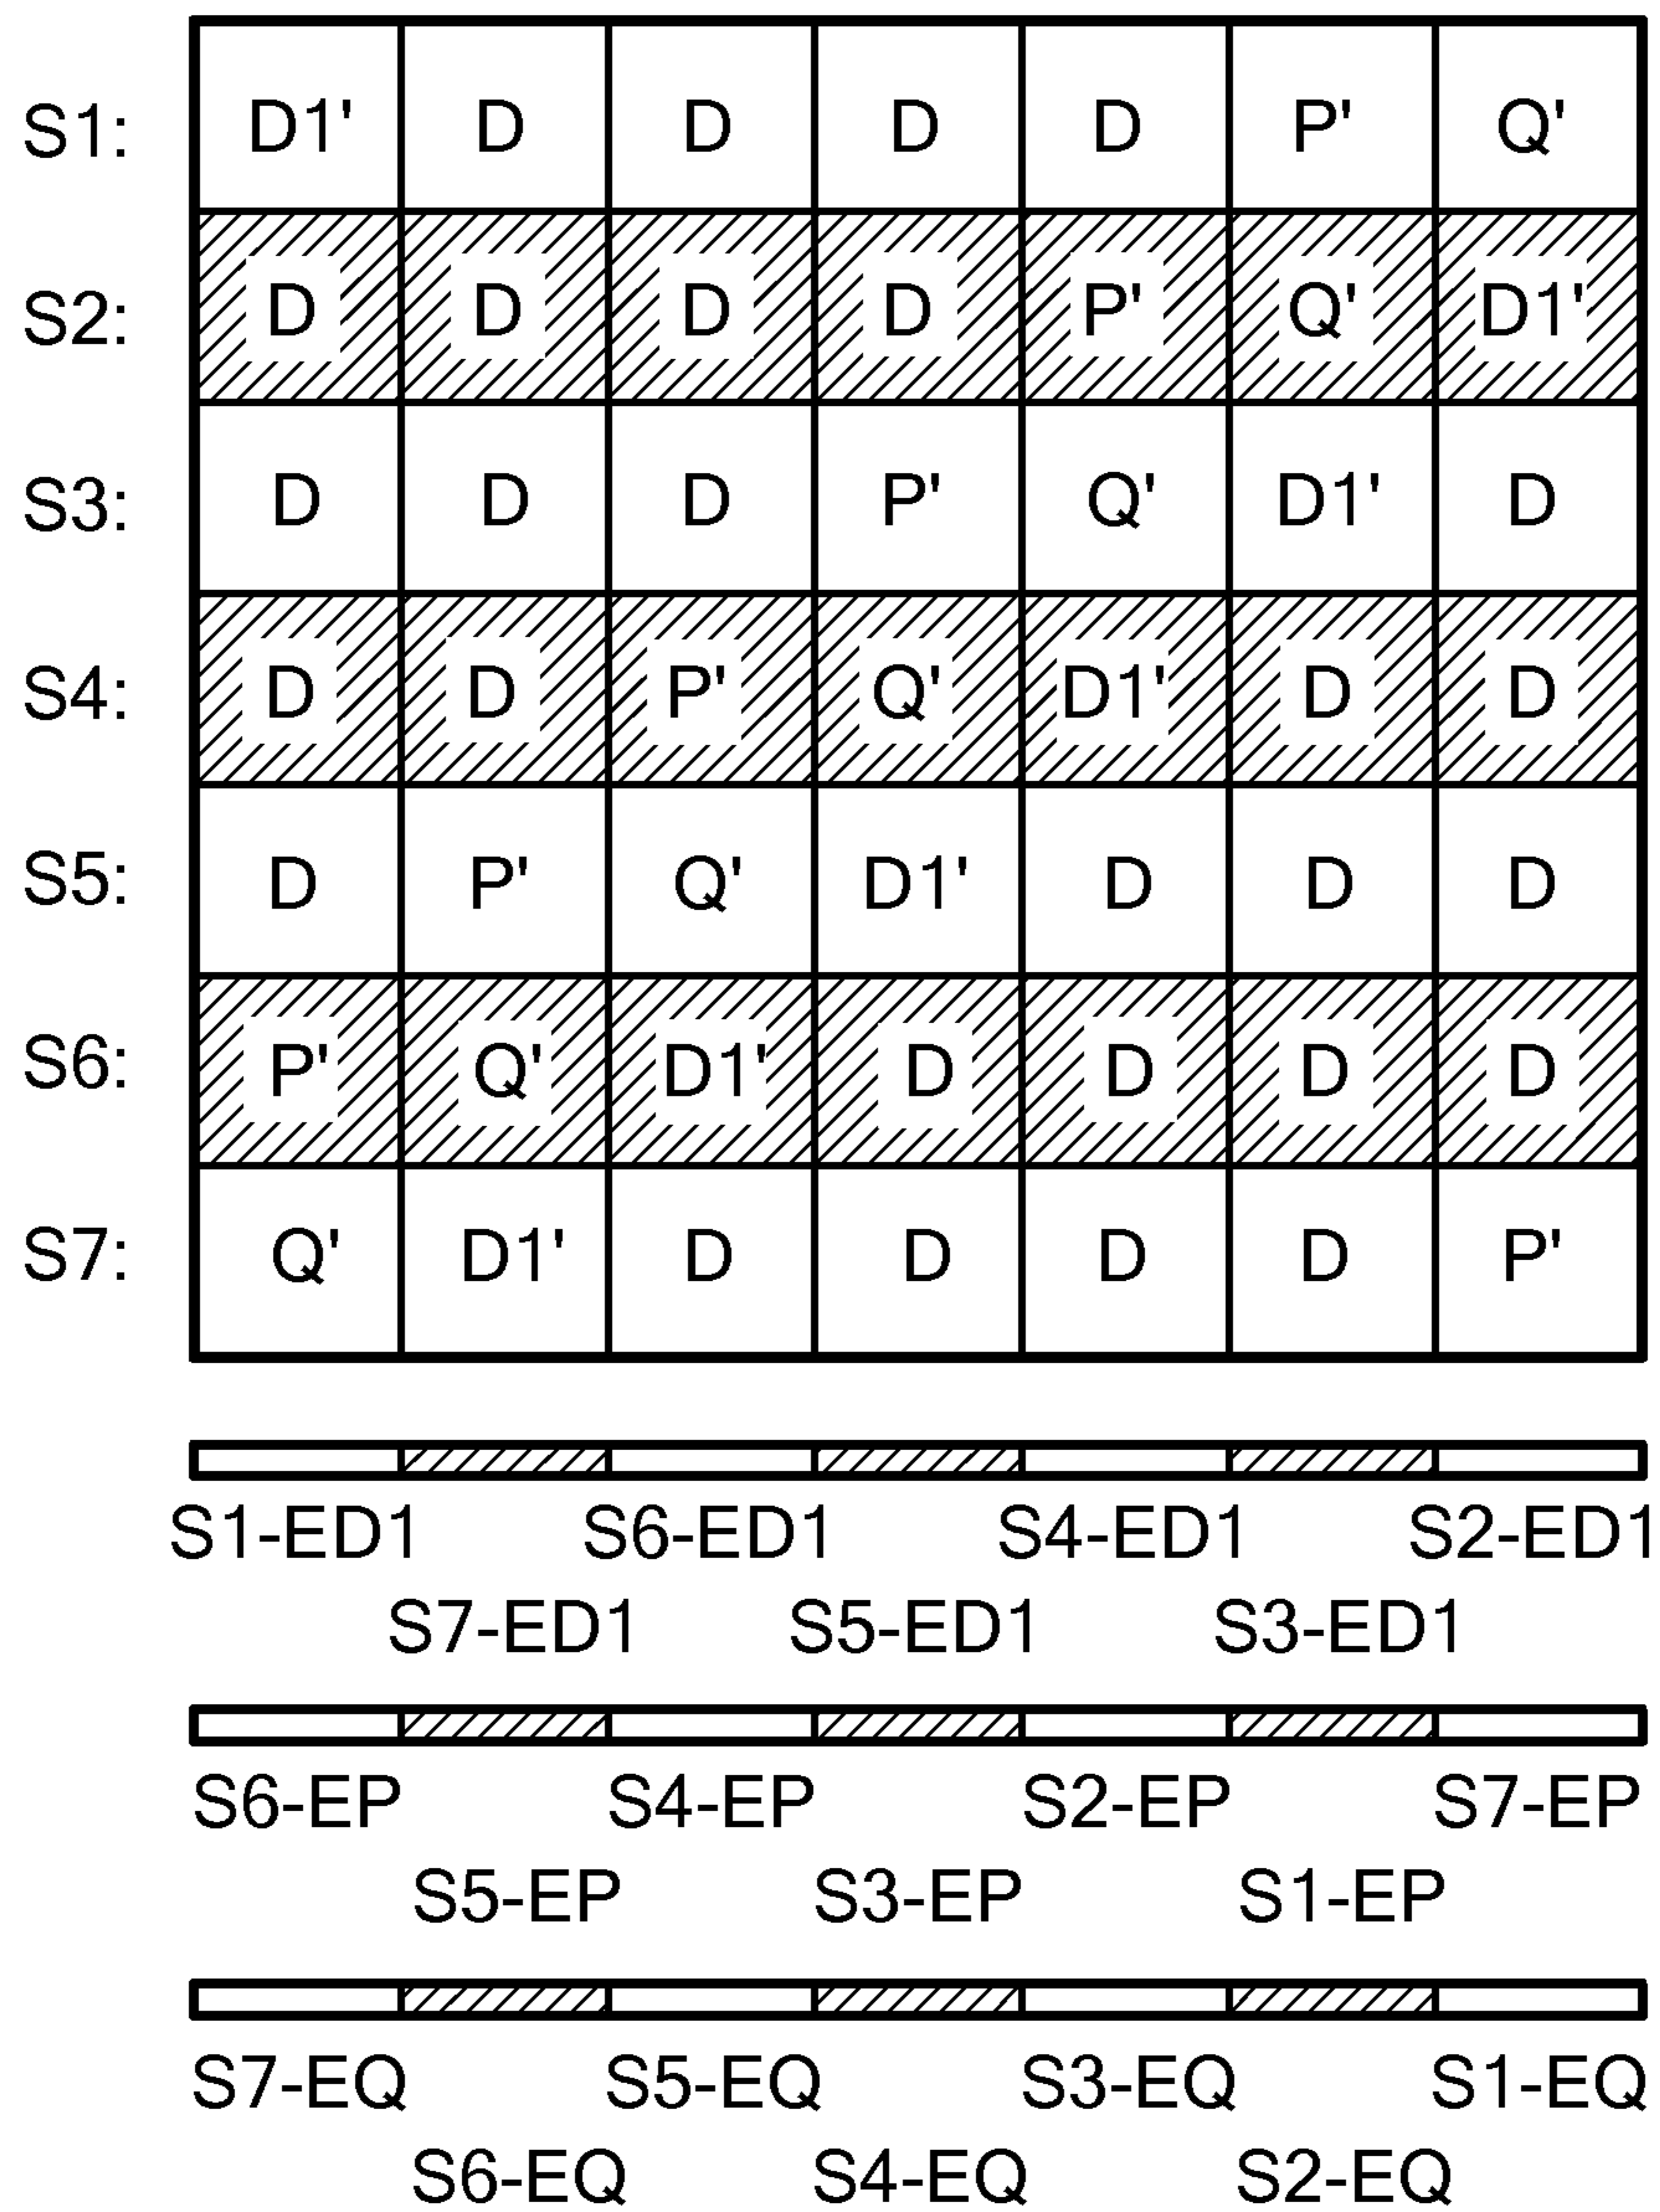 S1: D1' D D D D P' Q'
S2: D D D D P' Q' D1'
S3: D D D P' Q' D1' D
S4: D D P' Q' D1' D D
S5: D P' Q' D1' D D D
S6: P' Q' D1' D D D D
S7: Q' D1' D D D D P'
S1-ED1 S6-ED1 S4-ED1 S2-ED1
S7-ED1 S5-ED1 S3-ED1
S6-EP S4-EP S2-EP S7-EP
S5-EP S3-EP S1-EP
S7-EQ S5-EQ S3-EQ S1-EQ
S6-EQ S4-EQ S2-EQ